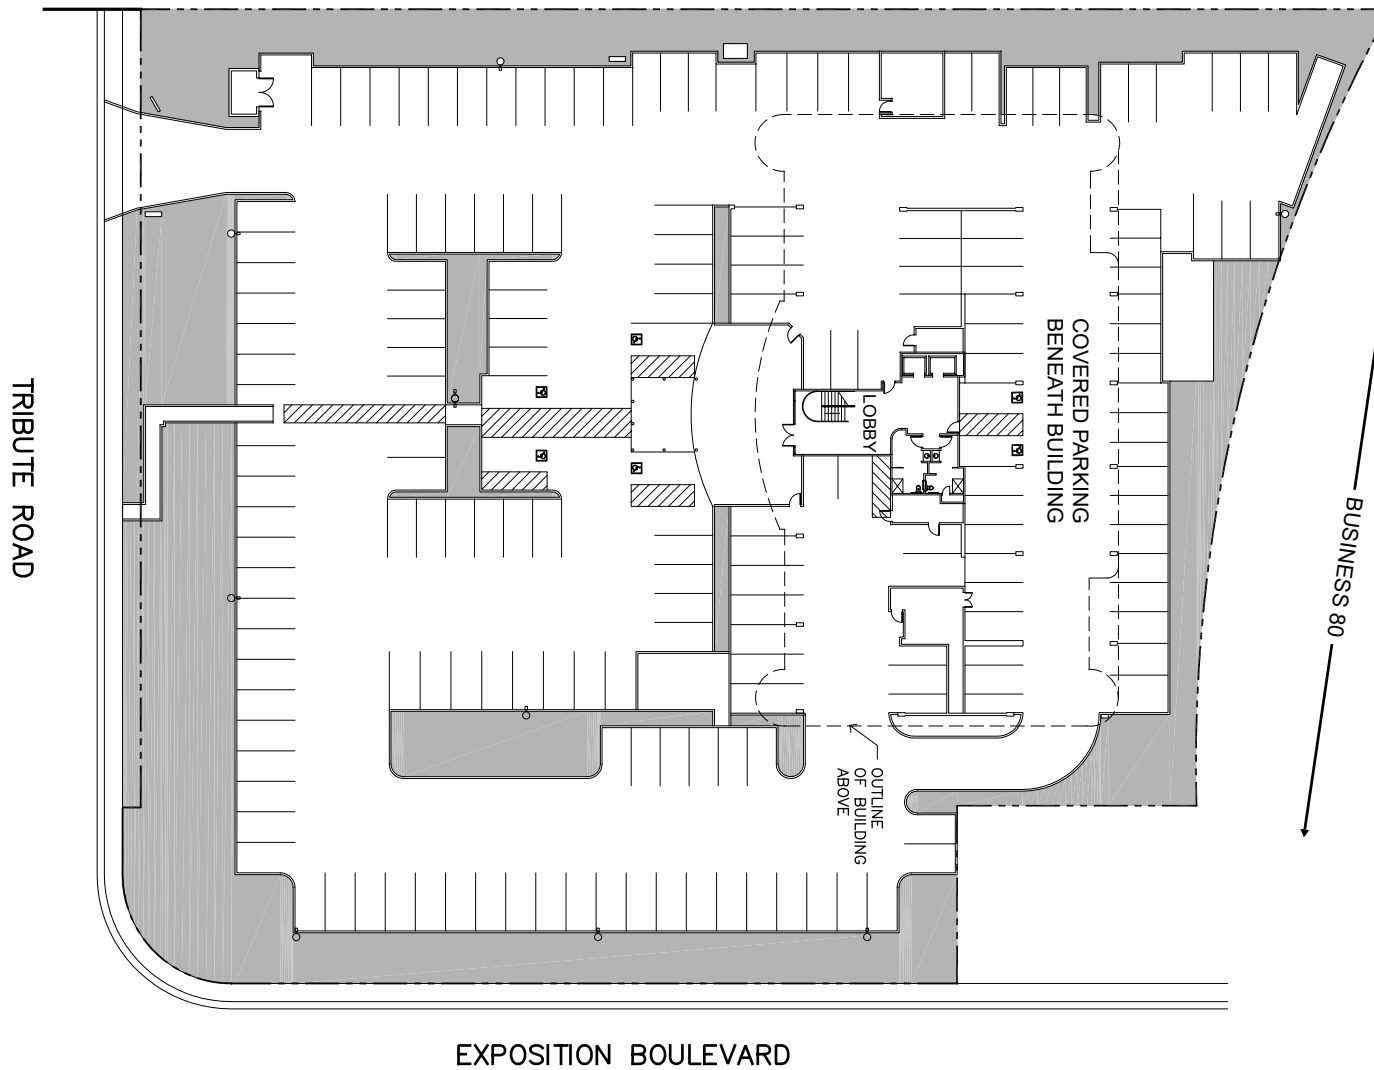 COVERED PARKING
BENEATH BUILDING
LOBBY
TRIBUTE ROAD
BUSINESS 80
OUTLINE
OF BUILDING
ABOVE
EXPOSITION BOULEVARD